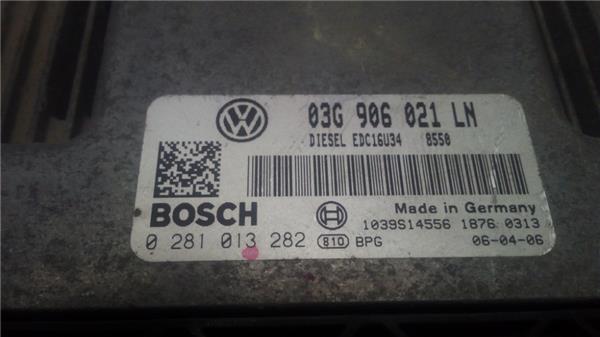 03G 906 021 LN
DIESEL EDC16U34 8550
BOSCH
Made in Germany
1039S14556 1876 0313
0 281 013 282 810 BPG 06-04-06